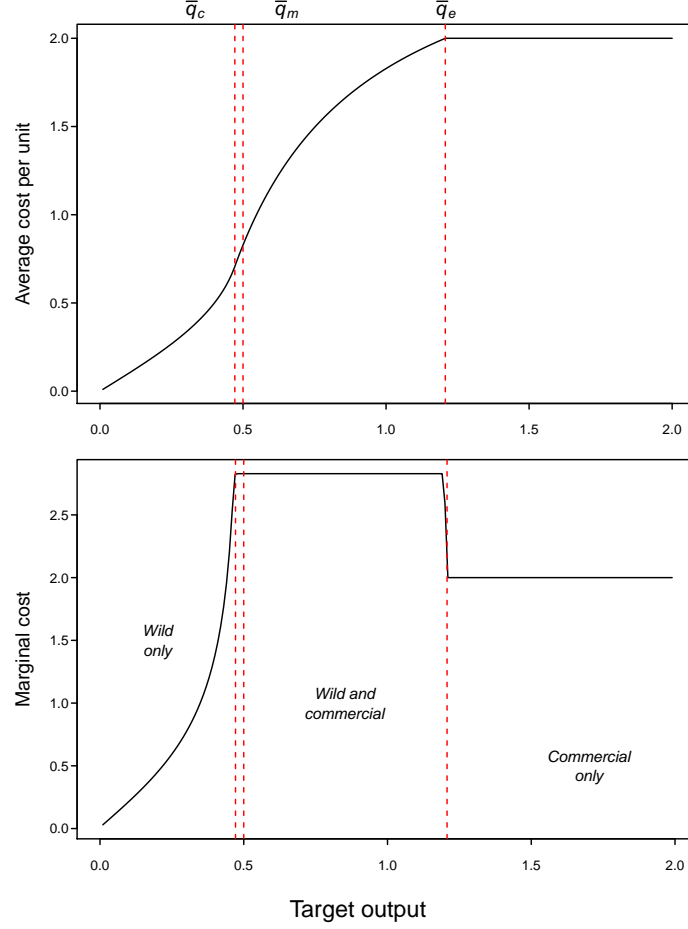 q̅c q̅m q̅e
Average cost per unit
2.0
1.5
1.0
0.5
0.0
0.0 0.5 1.0 1.5 2.0
Marginal cost
2.5
2.0
1.5
1.0
0.5
0.0
Wild
only
Wild and
commercial
Commercial
only
0.0 0.5 1.0 1.5 2.0
Target output